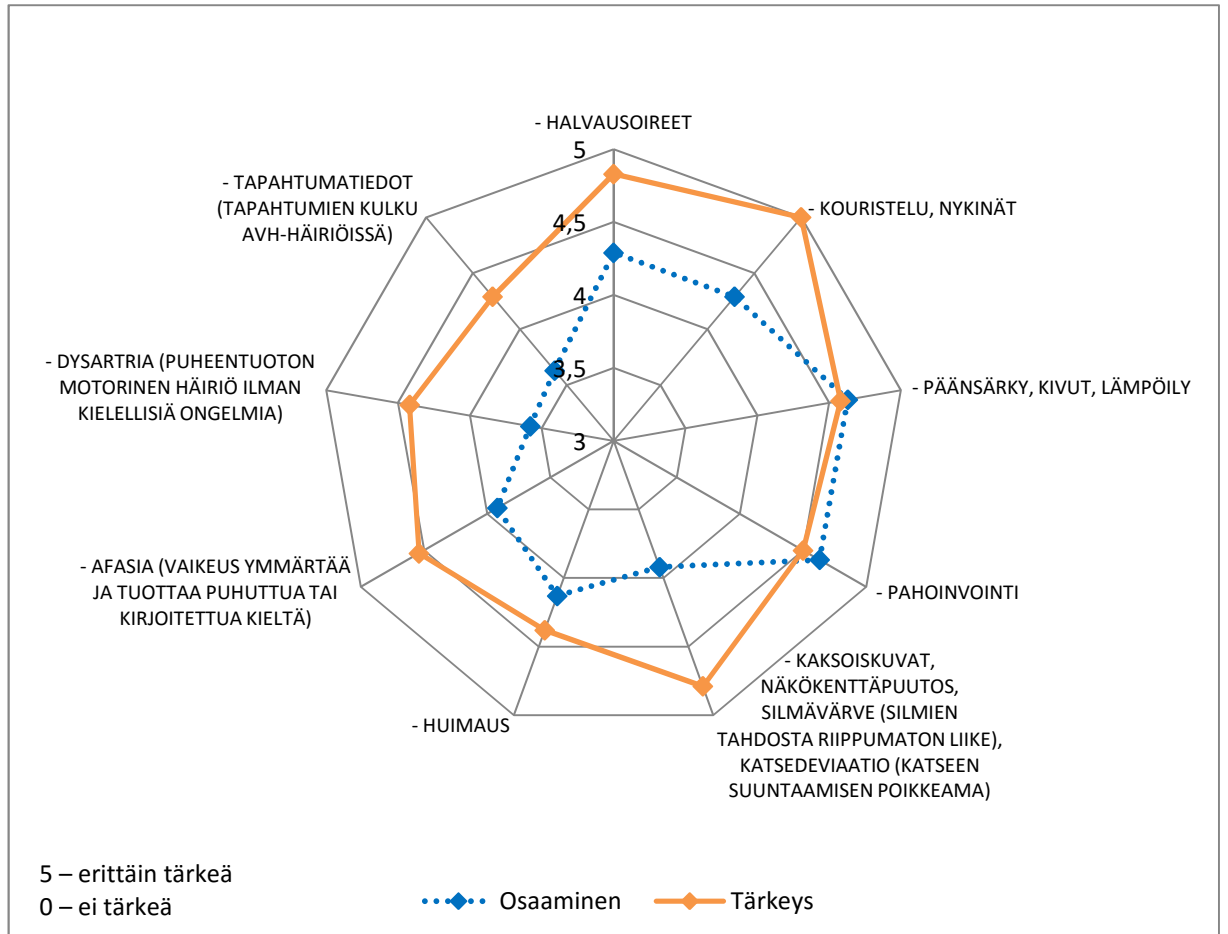 - HALVAUSOIREET
5
- TAPAHTUMATIEDOT
(TAPAHTUMIEN KULKU
AVH-HÄIRIÖISSÄ)
- KOURISTELU, NYKINÄT
4,5
4
- DYSARTRIA (PUHEENTUOTON
MOTORINEN HÄIRIÖ ILMAN
KIELELLISIÄ ONGELMIA)
- PÄÄNSÄRKY, KIVUT, LÄMPÖILY
3,5
3
- AFASIA (VAIKEUS YMMÄRTÄÄ
JA TUOTTAA PUHUTTUA TAI
KIRJOITETTUA KIELTÄ)
- PAHOINVOINTI
- KAKSOISKUVAT,
NÄKÖKENTTÄPUUTOS,
SILMÄVÄRVE (SILMIEN
TAHDOSTA RIIPPUMATON LIIKE),
KATSEDEVIAATIO (KATSEEN
SUUNTAAMISEN POIKKEAMA)
- HUIMAUS
5 – erittäin tärkeä
0 – ei tärkeä
Osaaminen
Tärkeys